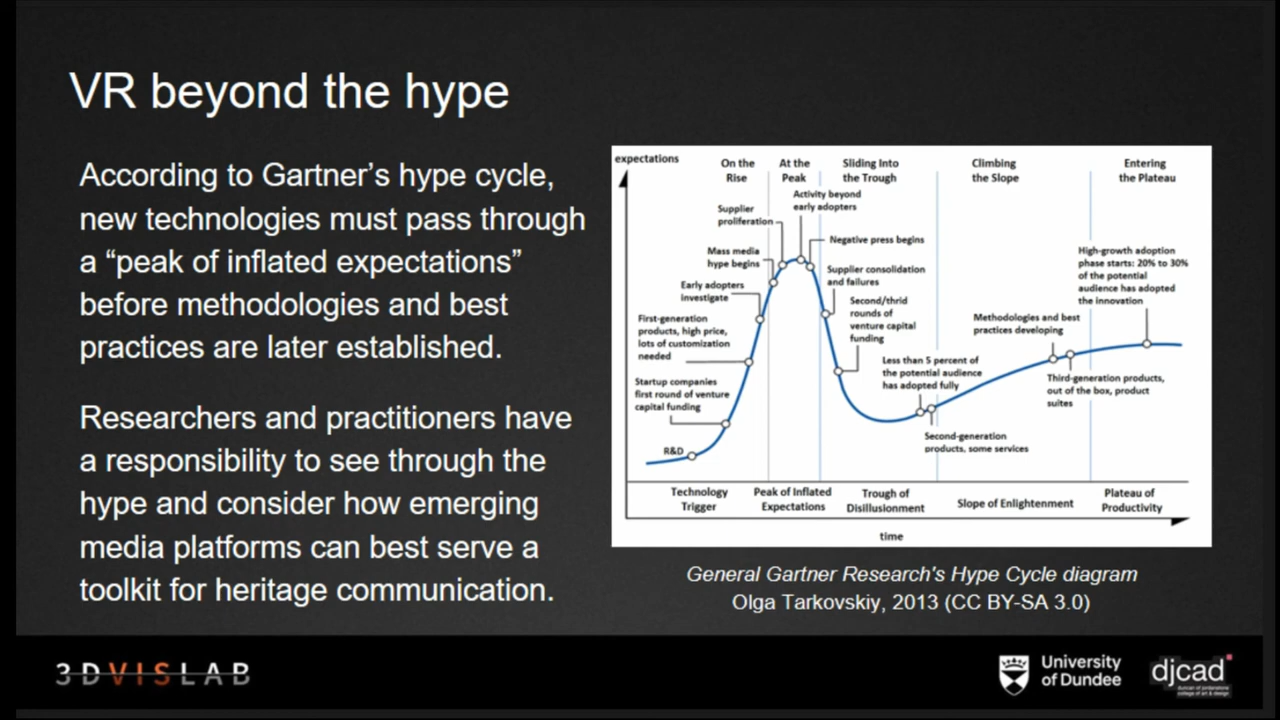 VR beyond the hype
According to Gartner’s hype cycle,
new technologies must pass through
a “peak of inflated expectations”
before methodologies and best
practices are later established.
Researchers and practitioners have
a responsibility to see through the
hype and consider how emerging
media platforms can best serve a
toolkit for heritage communication.
expectations
On the
Rise
At the
Peak
Sliding Into
the Trough
Climbing
the Slope
Entering
the Plateau
Activity beyond
early adopters
Supplier
proliferation
Negative press begins
Mass media
hype begins
Supplier consolidation
and failures
Early adopters
investigate
Second/thrid
rounds of
venture capital
funding
First-generation
products, high price,
lots of customization
needed
Startup companies
first round of venture
capital funding
R&D
Less than 5 percent of
the potential audience
has adopted fully
Second-generation
products, some services
Methodologies and best
practices developing
High-growth adoption
phase starts: 20% to 30%
of the potential
audience has adopted
the innovation
Third-generation products,
out of the box, product
suites
Technology
Trigger
Peak of Inflated
Expectations
Trough of
Disillusionment
Slope of Enlightenment
Plateau of
Productivity
time
General Gartner Research's Hype Cycle diagram
Olga Tarkovskiy, 2013 (CC BY-SA 3.0)
3DVISLAB
University
of Dundee
djcad
duncan of jordanstone
college of art & design